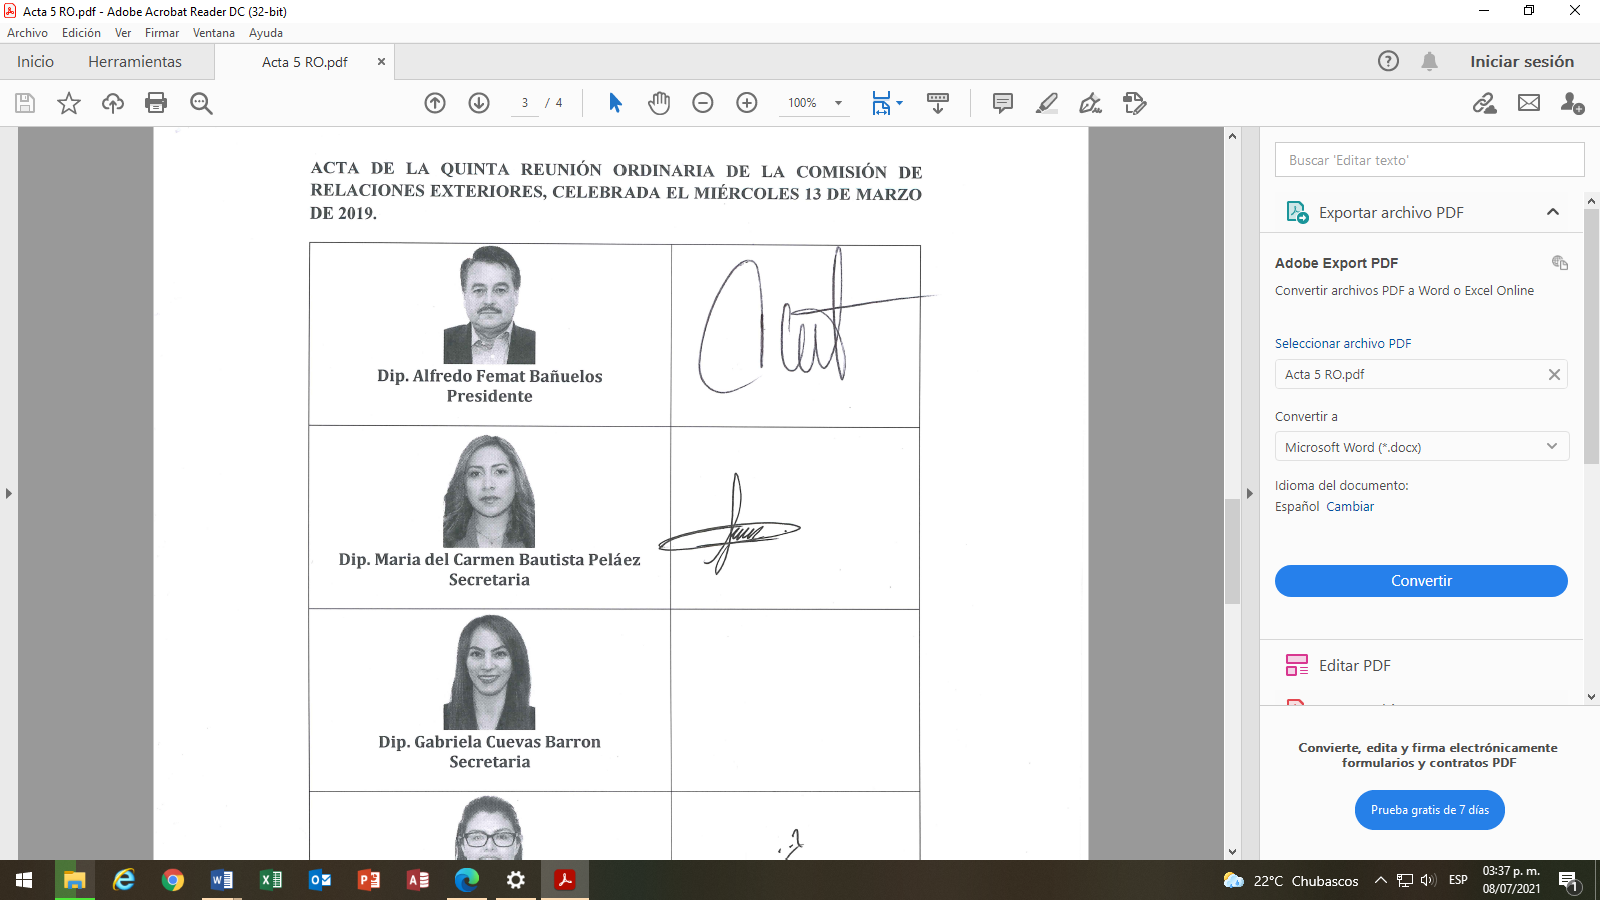 Acta 5 RO.pdf - Adobe Acrobat Reader DC (32-bit)
Archivo Edición Ver Firmar Ventana Ayuda
Inicio Herramientas Acta 5 RO.pdf Iniciar sesión
3 / 4 100%
ACTA DE LA QUINTA REUNIÓN ORDINARIA DE LA COMISIÓN DE
RELACIONES EXTERIORES, CELEBRADA EL MIÉRCOLES 13 DE MARZO
DE 2019.
Dip. Alfredo Femat Bañuelos
Presidente
Dip. Maria del Carmen Bautista Peláez
Secretaria
Dip. Gabriela Cuevas Barron
Secretaria
Buscar 'Editar texto'
Exportar archivo PDF
Adobe Export PDF
Convertir archivos PDF a Word o Excel Online
Seleccionar archivo PDF
Acta 5 RO.pdf
Convertir a
Microsoft Word (*.docx)
Idioma del documento:
Español Cambiar
Convertir
Editar PDF
Convierte, edita y firma electrónicamente
formularios y contratos PDF
Prueba gratis de 7 días
22°C Chubascos
ESP
03:37 p. m.
08/07/2021
1